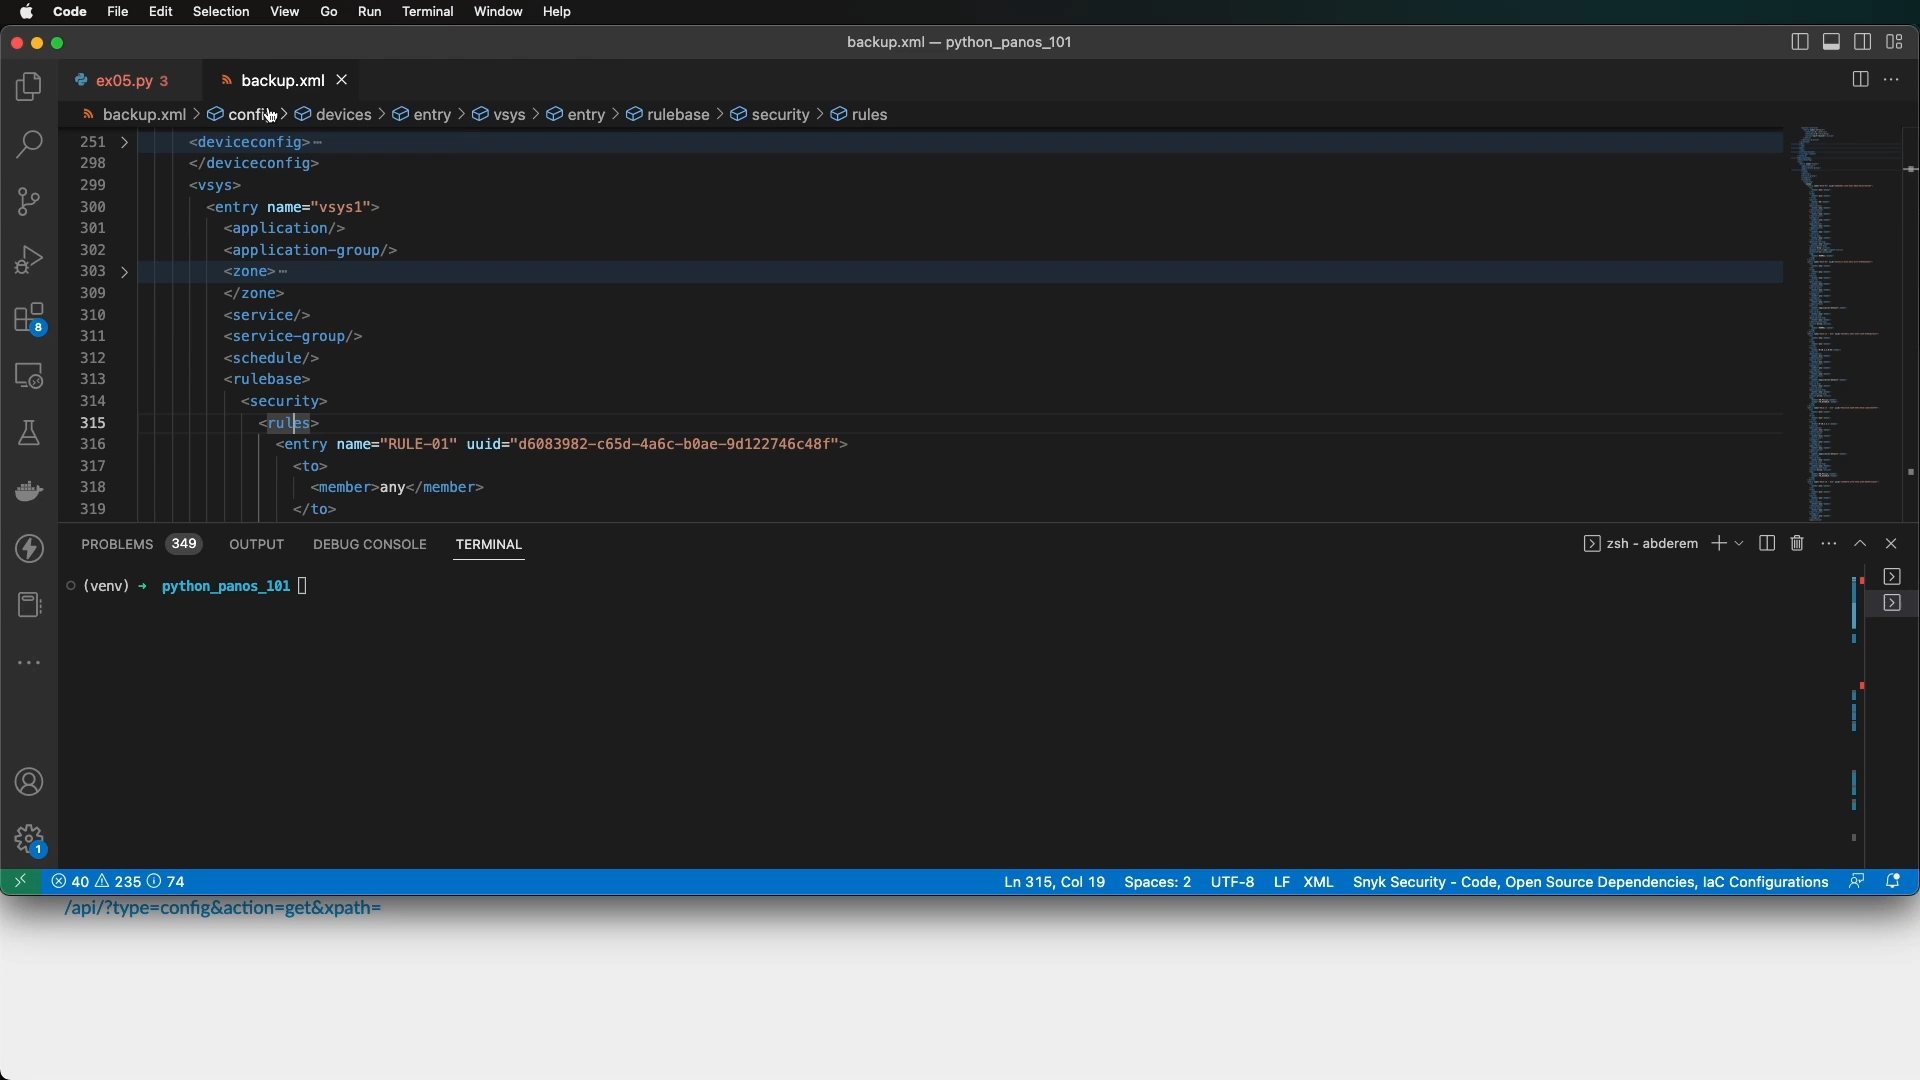 Code File Edit Selection View Go Run Terminal Window Help
backup.xml — python_panos_101
ex05.py 3 backup.xml
backup.xml > config > devices > entry > vsys > entry > rulebase > security > rules
251 <deviceconfig>⋯
298 </deviceconfig>
299 <vsys>
300 <entry name="vsys1">
301 <application/>
302 <application-group/>
303 <zone>⋯
309 </zone>
310 <service/>
311 <service-group/>
312 <schedule/>
313 <rulebase>
314 <security>
315 <rules>
316 <entry name="RULE-01" uuid="d6083982-c65d-4a6c-b0ae-9d122746c48f">
317 <to>
318 <member>any</member>
319 </to>
8
PROBLEMS 349 OUTPUT DEBUG CONSOLE TERMINAL zsh - abderem
(venv) → python_panos_101
1
40 235 74 Ln 315, Col 19 Spaces: 2 UTF-8 LF XML Snyk Security - Code, Open Source Dependencies, IaC Configurations
/api/?type=config&action=get&xpath=